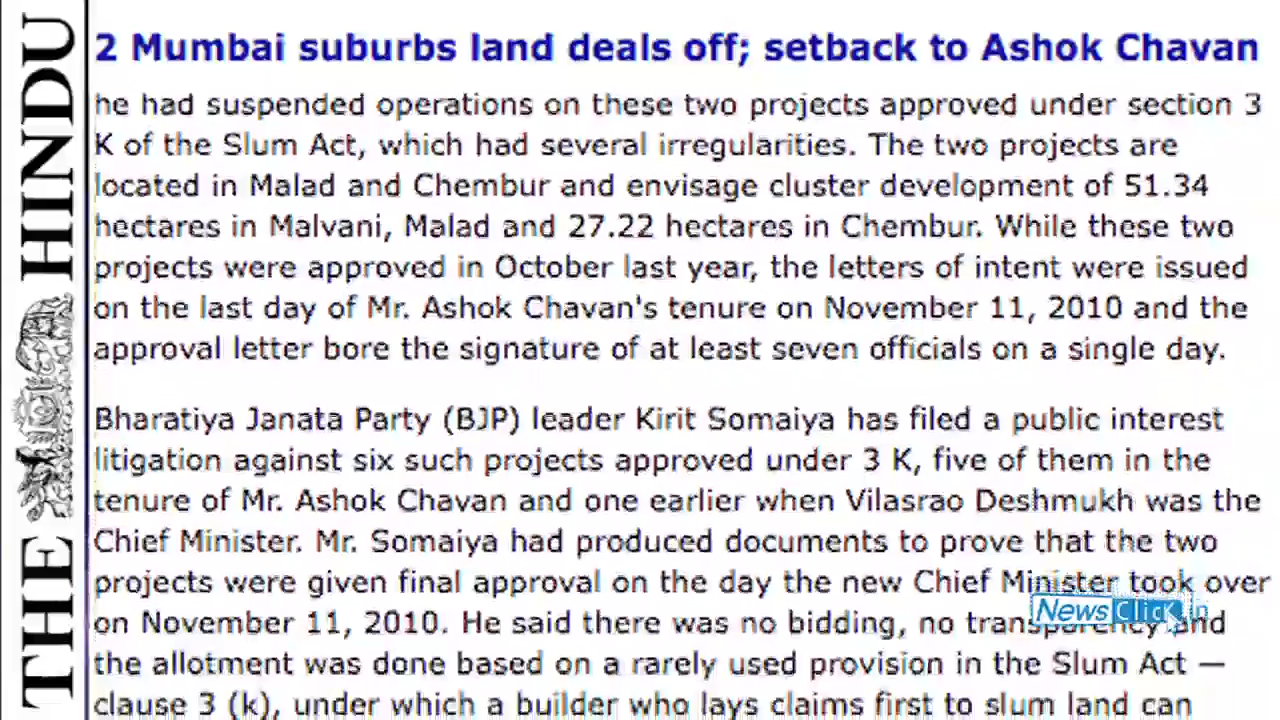 THE HINDU
2 Mumbai suburbs land deals off; setback to Ashok Chavan
he had suspended operations on these two projects approved under section 3
K of the Slum Act, which had several irregularities. The two projects are
located in Malad and Chembur and envisage cluster development of 51.34
hectares in Malvani, Malad and 27.22 hectares in Chembur. While these two
projects were approved in October last year, the letters of intent were issued
on the last day of Mr. Ashok Chavan's tenure on November 11, 2010 and the
approval letter bore the signature of at least seven officials on a single day.
Bharatiya Janata Party (BJP) leader Kirit Somaiya has filed a public interest
litigation against six such projects approved under 3 K, five of them in the
tenure of Mr. Ashok Chavan and one earlier when Vilasrao Deshmukh was the
Chief Minister. Mr. Somaiya had produced documents to prove that the two
projects were given final approval on the day the new Chief Minister took over
on November 11, 2010. He said there was no bidding, no transparency and
the allotment was done based on a rarely used provision in the Slum Act —
clause 3 (k), under which a builder who lays claims first to slum land can
NewsClick.in